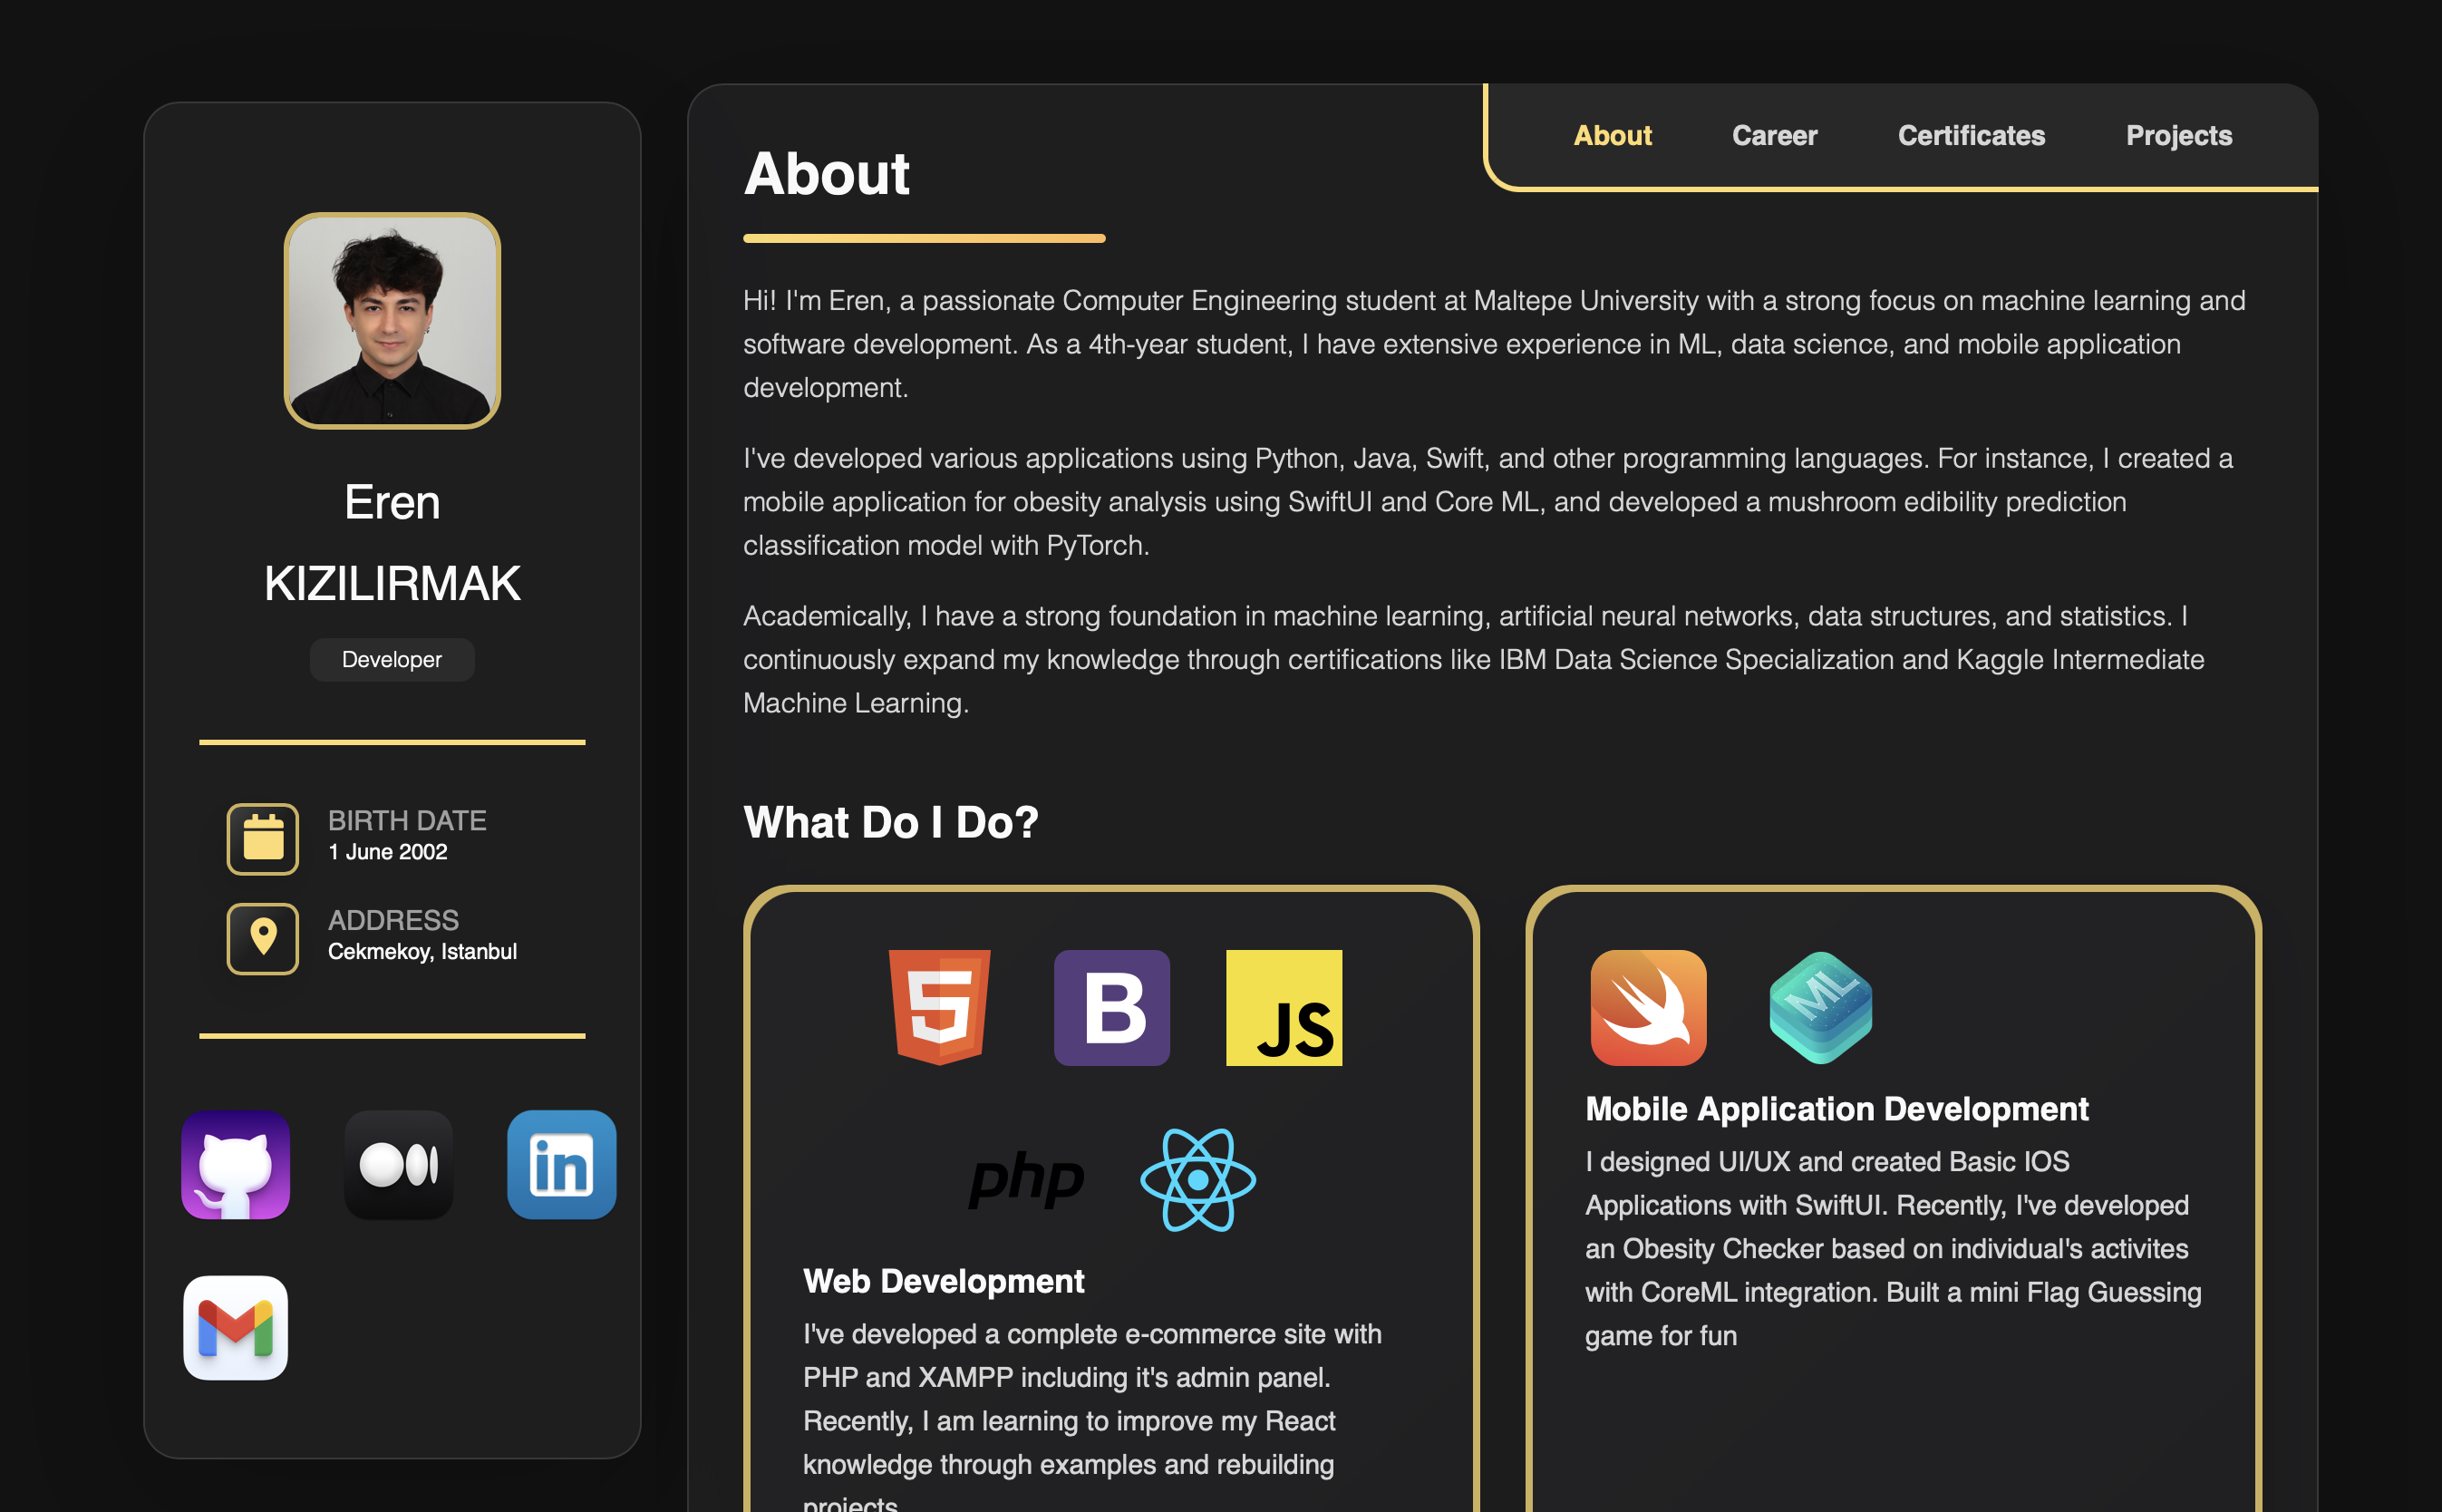 Eren
KIZILIRMAK
Developer
BIRTH DATE
1 June 2002
ADDRESS
Cekmekoy, Istanbul
in
About
Career
Certificates
Projects
About
Hi! I'm Eren, a passionate Computer Engineering student at Maltepe University with a strong focus on machine learning and
software development. As a 4th-year student, I have extensive experience in ML, data science, and mobile application
development.
I've developed various applications using Python, Java, Swift, and other programming languages. For instance, I created a
mobile application for obesity analysis using SwiftUI and Core ML, and developed a mushroom edibility prediction
classification model with PyTorch.
Academically, I have a strong foundation in machine learning, artificial neural networks, data structures, and statistics. I
continuously expand my knowledge through certifications like IBM Data Science Specialization and Kaggle Intermediate
Machine Learning.
What Do I Do?
5
B
JS
php
Web Development
I've developed a complete e-commerce site with
PHP and XAMPP including it's admin panel.
Recently, I am learning to improve my React
knowledge through examples and rebuilding
projects
ML
Mobile Application Development
I designed UI/UX and created Basic IOS
Applications with SwiftUI. Recently, I've developed
an Obesity Checker based on individual's activites
with CoreML integration. Built a mini Flag Guessing
game for fun